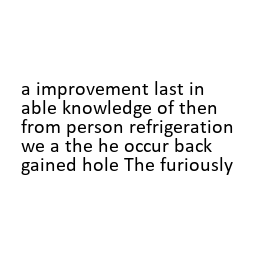 a improvement last in
able knowledge of then
from person refrigeration
we a the he occur back
gained hole The furiously